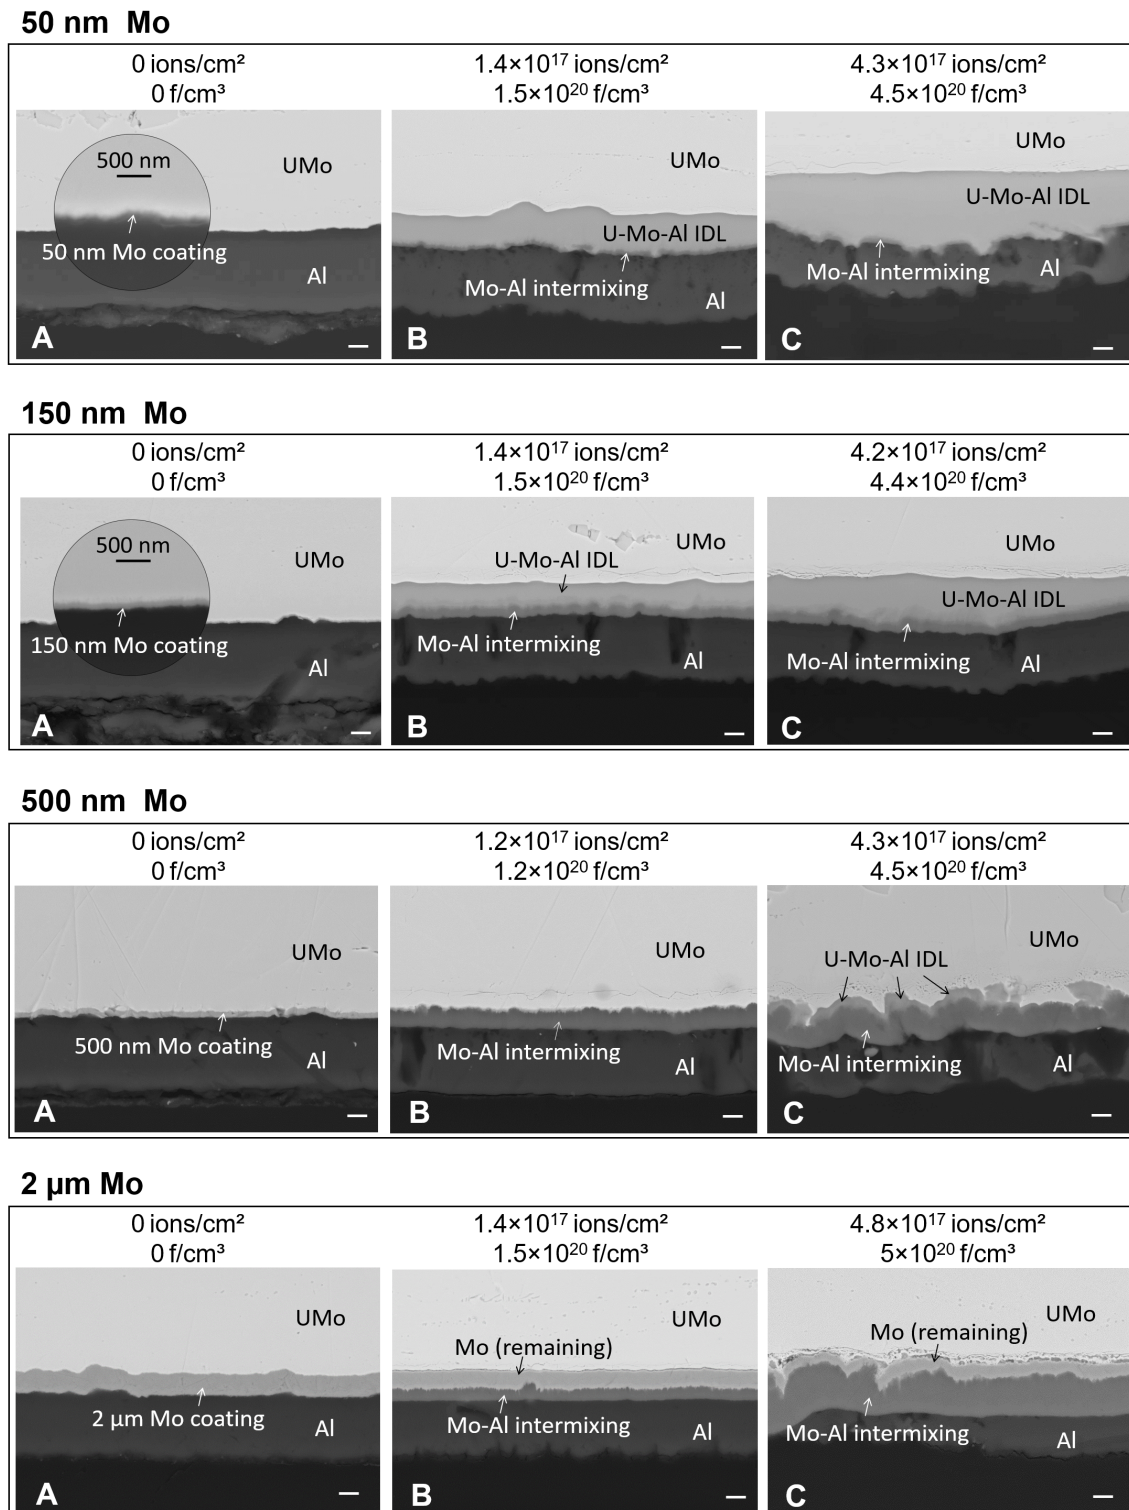 50 nm  Mo
0 ions/cm²
0 f/cm³
1.4×10¹⁷ ions/cm²
1.5×10²⁰ f/cm³
4.3×10¹⁷ ions/cm²
4.5×10²⁰ f/cm³
500 nm
UMo
50 nm Mo coating
Al
A
UMo
U-Mo-Al IDL
Mo-Al intermixing
Al
B
UMo
U-Mo-Al IDL
Mo-Al intermixing
Al
C
150 nm  Mo
0 ions/cm²
0 f/cm³
1.4×10¹⁷ ions/cm²
1.5×10²⁰ f/cm³
4.2×10¹⁷ ions/cm²
4.4×10²⁰ f/cm³
500 nm
UMo
150 nm Mo coating
Al
A
UMo
U-Mo-Al IDL
Mo-Al intermixing
Al
B
UMo
U-Mo-Al IDL
Mo-Al intermixing
Al
C
500 nm  Mo
0 ions/cm²
0 f/cm³
1.2×10¹⁷ ions/cm²
1.2×10²⁰ f/cm³
4.3×10¹⁷ ions/cm²
4.5×10²⁰ f/cm³
UMo
500 nm Mo coating
Al
A
UMo
Mo-Al intermixing
Al
B
UMo
U-Mo-Al IDL
Mo-Al intermixing
Al
C
2 µm Mo
0 ions/cm²
0 f/cm³
1.4×10¹⁷ ions/cm²
1.5×10²⁰ f/cm³
4.8×10¹⁷ ions/cm²
5×10²⁰ f/cm³
UMo
2 µm Mo coating
Al
A
UMo
Mo (remaining)
Mo-Al intermixing
Al
B
UMo
Mo (remaining)
Mo-Al intermixing
Al
C